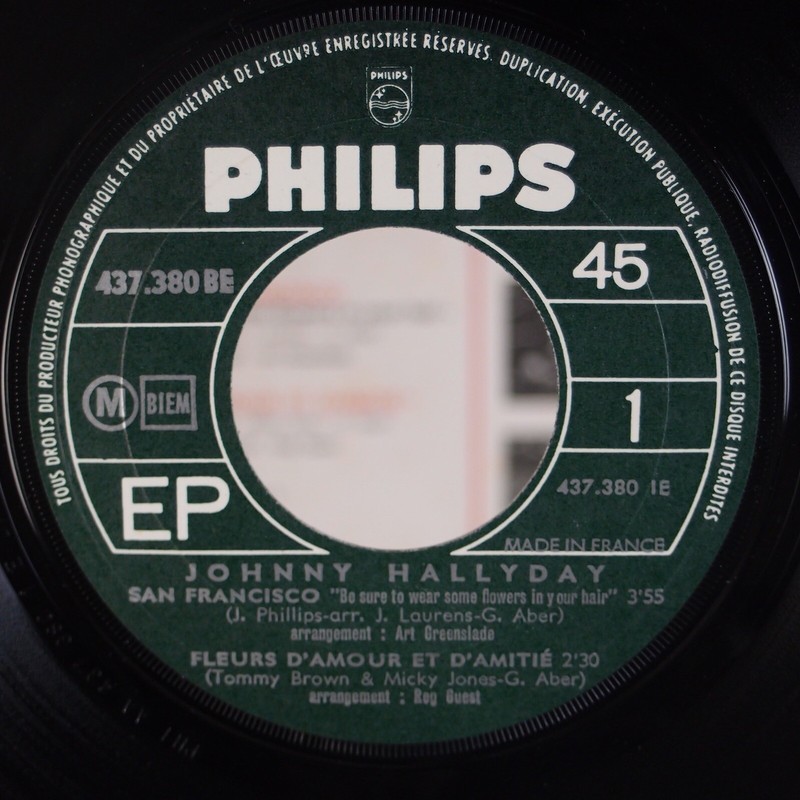 TOUS DROITS DU PRODUCTEUR PHONOGRAPHIQUE ET DU PROPRIÉTAIRE DE L'ŒUVRE ENREGISTRÉE RÉSERVÉS. DUPLICATION, EXÉCUTION PUBLIQUE, RADIODIFFUSION DE CE DISQUE INTERDITES
PHILIPS
PHILIPS
437.380 BE
45
M BIEM
1
EP
437.380 1E
MADE IN FRANCE
JOHNNY HALLYDAY
SAN FRANCISCO "Be sure to wear some flowers in your hair" 3'55
(J. Phillips-arr. J. Laurens-G. Aber)
arrangement : Art Greenslade
FLEURS D'AMOUR ET D'AMITIÉ 2'30
(Tommy Brown & Micky Jones-G. Aber)
arrangement : Reg Guest